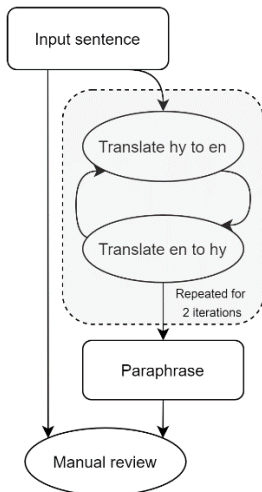 Input sentence
Translate hy to en
Translate en to hy
Repeated for
2 iterations
Paraphrase
Manual review